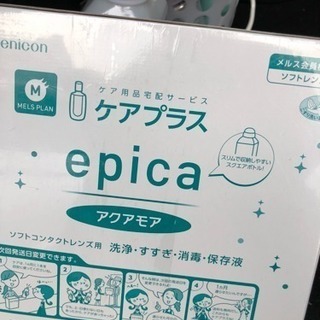 enicon
メルス会員
ソフトレンズ
M
MELS PLAN
ケア用品宅配サービス
ケアプラス
スリムで収納しやすい
スクエアボトル!
epica
アクアモア
ソフトコンタクトレンズ用 洗浄・すすぎ・消毒・保存液
次回発送日変更できます。